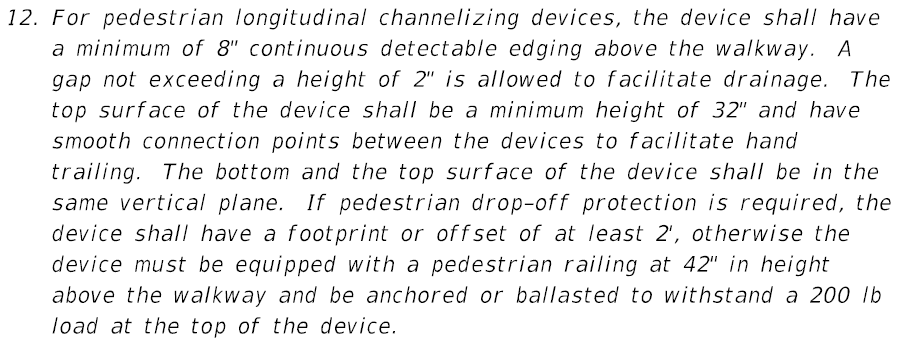 12. For pedestrian longitudinal channelizing devices, the device shall have
a minimum of 8" continuous detectable edging above the walkway.  A
gap not exceeding a height of 2" is allowed to facilitate drainage.  The
top surface of the device shall be a minimum height of 32" and have
smooth connection points between the devices to facilitate hand
trailing.  The bottom and the top surface of the device shall be in the
same vertical plane.  If pedestrian drop-off protection is required, the
device shall have a footprint or offset of at least 2', otherwise the
device must be equipped with a pedestrian railing at 42" in height
above the walkway and be anchored or ballasted to withstand a 200 lb
load at the top of the device.